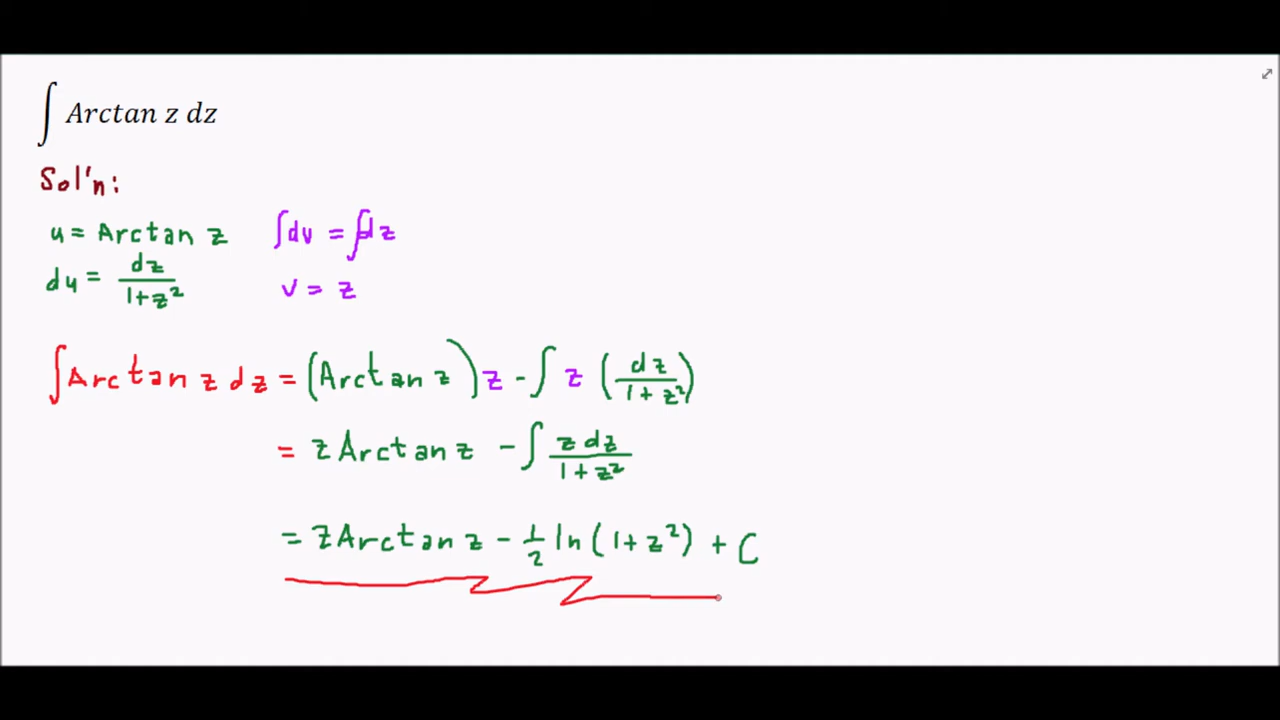 ∫ Arctan z dz
Sol'n:
u = Arctan z ∫dv = ∫dz
du = dz/(1+z²) v = z
∫Arctan z dz = (Arctan z) z - ∫ z (dz/(1+z²))
= z Arctan z - ∫ z dz/(1+z²)
= z Arctan z - 1/2 ln(1+z²) + C